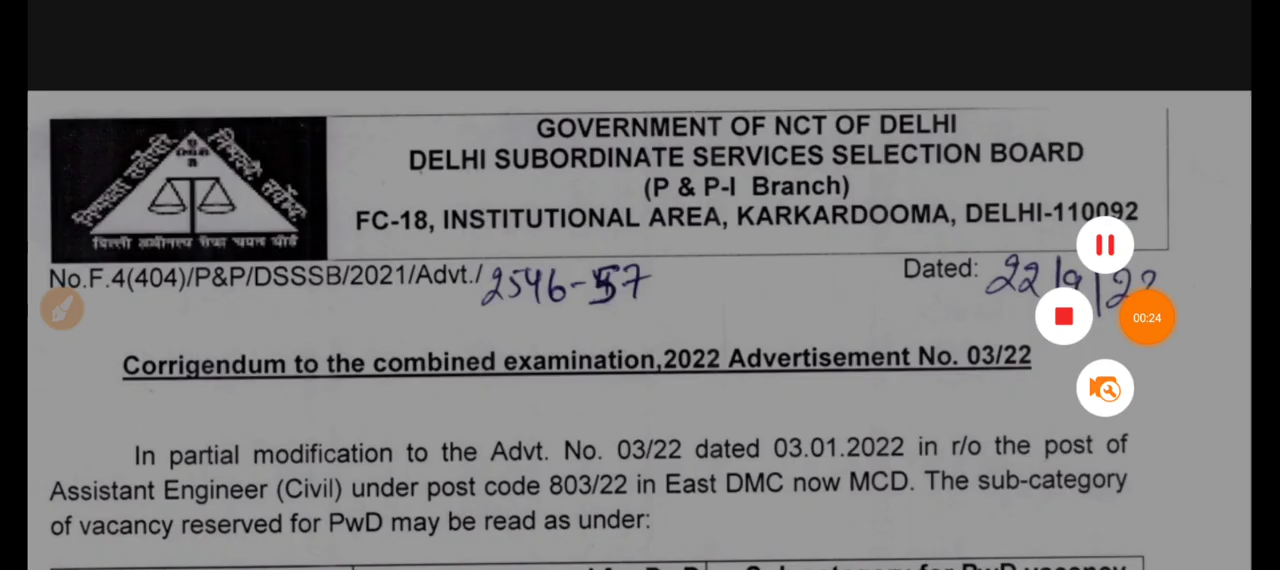 GOVERNMENT OF NCT OF DELHI
DELHI SUBORDINATE SERVICES SELECTION BOARD
(P & P-I Branch)
FC-18, INSTITUTIONAL AREA, KARKARDOOMA, DELHI-110092
दिल्ली अधीनस्थ सेवा चयन बोर्ड
No.F.4(404)/P&P/DSSSB/2021/Advt./ 2546-57
Dated: 22/9/22
00:24
Corrigendum to the combined examination,2022 Advertisement No. 03/22
In partial modification to the Advt. No. 03/22 dated 03.01.2022 in r/o the post of
Assistant Engineer (Civil) under post code 803/22 in East DMC now MCD. The sub-category
of vacancy reserved for PwD may be read as under: